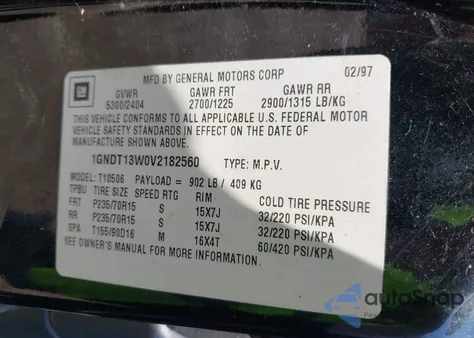 MFD BY GENERAL MOTORS CORP 02/97
GM
GVWR GAWR FRT GAWR RR
5300/2404 2700/1225 2900/1315 LB/KG
THIS VEHICLE CONFORMS TO ALL APPLICABLE U.S. FEDERAL MOTOR
VEHICLE SAFETY STANDARDS IN EFFECT ON THE DATE OF
MANUFACTURE SHOWN ABOVE.
1GNDT13W0V2182560 TYPE: M.P.V.
MODEL: T10506 PAYLOAD = 902 LB / 409 KG
TPBU TIRE SIZE SPEED RTG RIM COLD TIRE PRESSURE
FRT P235/70R15 S 15X7J 32/220 PSI/KPA
RR P235/70R15 S 15X7J 32/220 PSI/KPA
SPA T155/90D16 M 16X4T 60/420 PSI/KPA
SEE OWNER'S MANUAL FOR MORE INFORMATION.
autoSnap